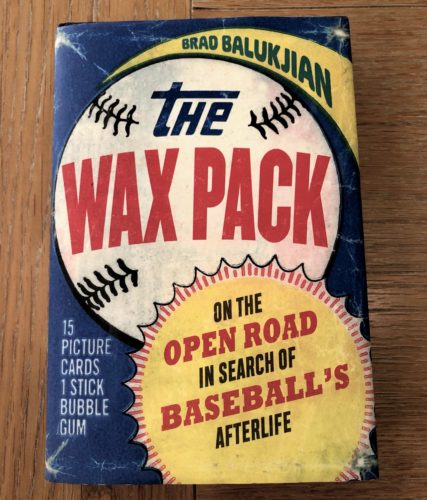 BRAD BALUKJIAN
THE
WAX PACK
ON THE
OPEN ROAD
IN SEARCH OF
BASEBALL'S
AFTERLIFE
15
PICTURE
CARDS
1 STICK
BUBBLE
GUM